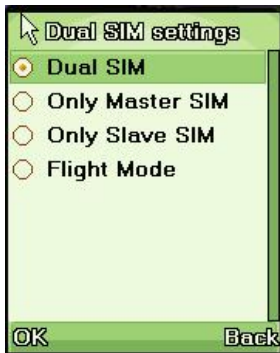 Dual SIM settings
Dual SIM
Only Master SIM
Only Slave SIM
Flight Mode
OK Back